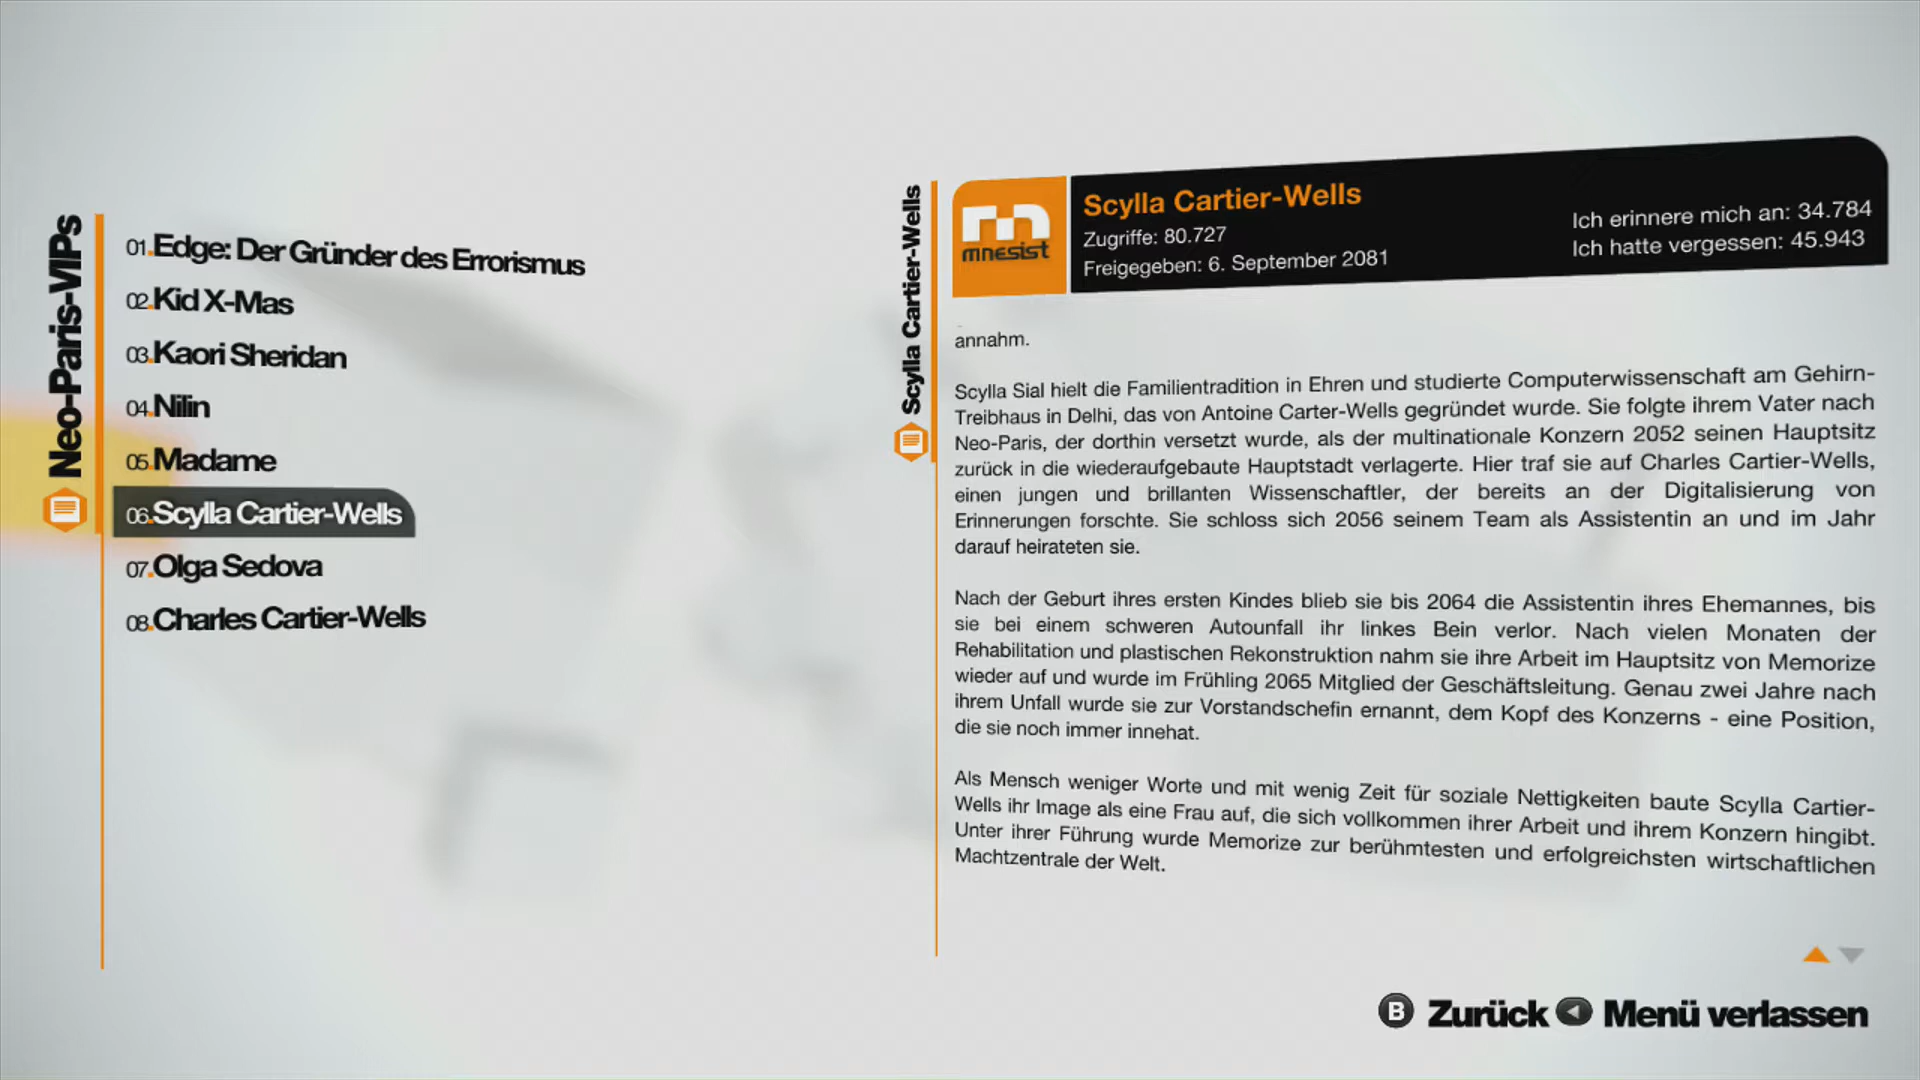 Neo-Paris-VIPs
01.Edge: Der Gründer des Errorismus
02.Kid X-Mas
03.Kaori Sheridan
04.Nilin
05.Madame
06.Scylla Cartier-Wells
07.Olga Sedova
08.Charles Cartier-Wells
Scylla Cartier-Wells
mnesist
Scylla Cartier-Wells
Zugriffe: 80.727
Freigegeben: 6. September 2081
Ich erinnere mich an: 34.784
Ich hatte vergessen: 45.943
annahm.
Scylla Sial hielt die Familientradition in Ehren und studierte Computerwissenschaft am Gehirn-
Treibhaus in Delhi, das von Antoine Carter-Wells gegründet wurde. Sie folgte ihrem Vater nach
Neo-Paris, der dorthin versetzt wurde, als der multinationale Konzern 2052 seinen Hauptsitz
zurück in die wiederaufgebaute Hauptstadt verlagerte. Hier traf sie auf Charles Cartier-Wells,
einen jungen und brillanten Wissenschaftler, der bereits an der Digitalisierung von
Erinnerungen forschte. Sie schloss sich 2056 seinem Team als Assistentin an und im Jahr
darauf heirateten sie.
Nach der Geburt ihres ersten Kindes blieb sie bis 2064 die Assistentin ihres Ehemannes, bis
sie bei einem schweren Autounfall ihr linkes Bein verlor. Nach vielen Monaten der
Rehabilitation und plastischen Rekonstruktion nahm sie ihre Arbeit im Hauptsitz von Memorize
wieder auf und wurde im Frühling 2065 Mitglied der Geschäftsleitung. Genau zwei Jahre nach
ihrem Unfall wurde sie zur Vorstandschefin ernannt, dem Kopf des Konzerns - eine Position,
die sie noch immer innehat.
Als Mensch weniger Worte und mit wenig Zeit für soziale Nettigkeiten baute Scylla Cartier-
Wells ihr Image als eine Frau auf, die sich vollkommen ihrer Arbeit und ihrem Konzern hingibt.
Unter ihrer Führung wurde Memorize zur berühmtesten und erfolgreichsten wirtschaftlichen
Machtzentrale der Welt.
B Zurück Menü verlassen